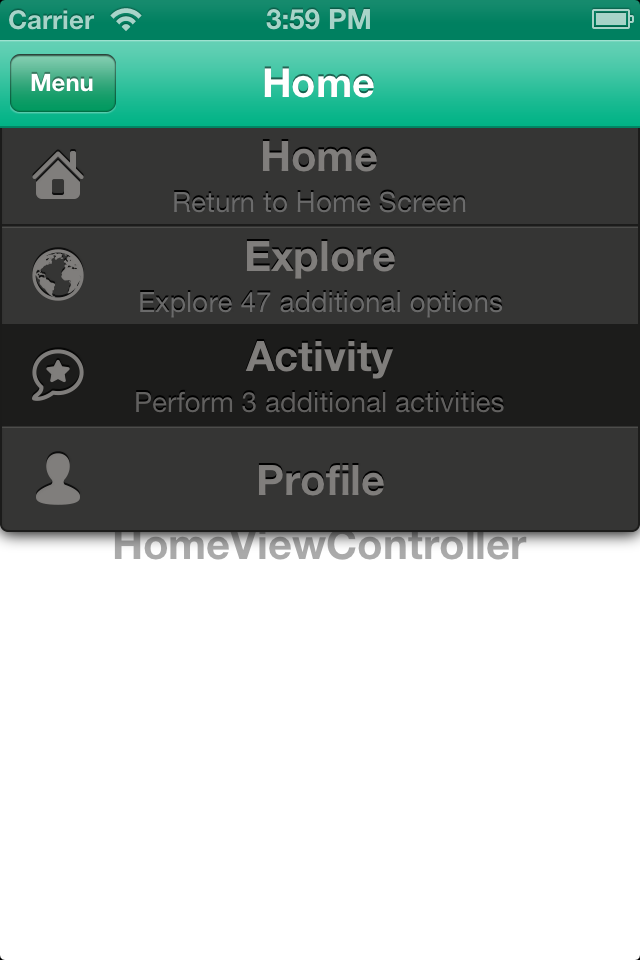 Carrier 3:59 PM
Menu Home
Home
Return to Home Screen
Explore
Explore 47 additional options
Activity
Perform 3 additional activities
Profile
HomeViewController